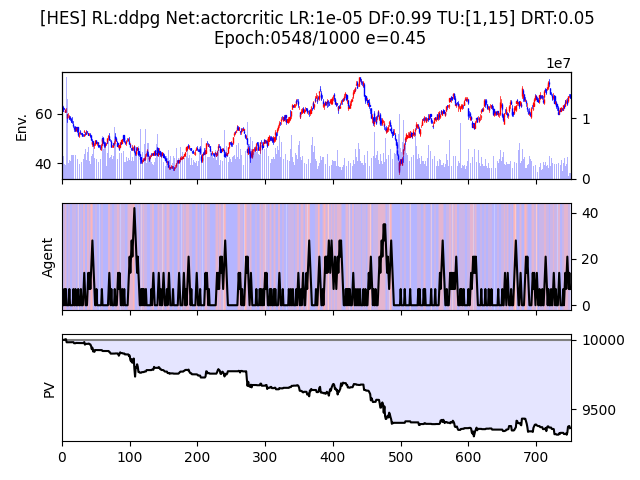 [HES] RL:ddpg Net:actorcritic LR:1e-05 DF:0.99 TU:[1,15] DRT:0.05
Epoch:0548/1000 e=0.45
1e7
Env.
60
40
1
0
Agent
40
20
0
PV
10000
9500
0 100 200 300 400 500 600 700